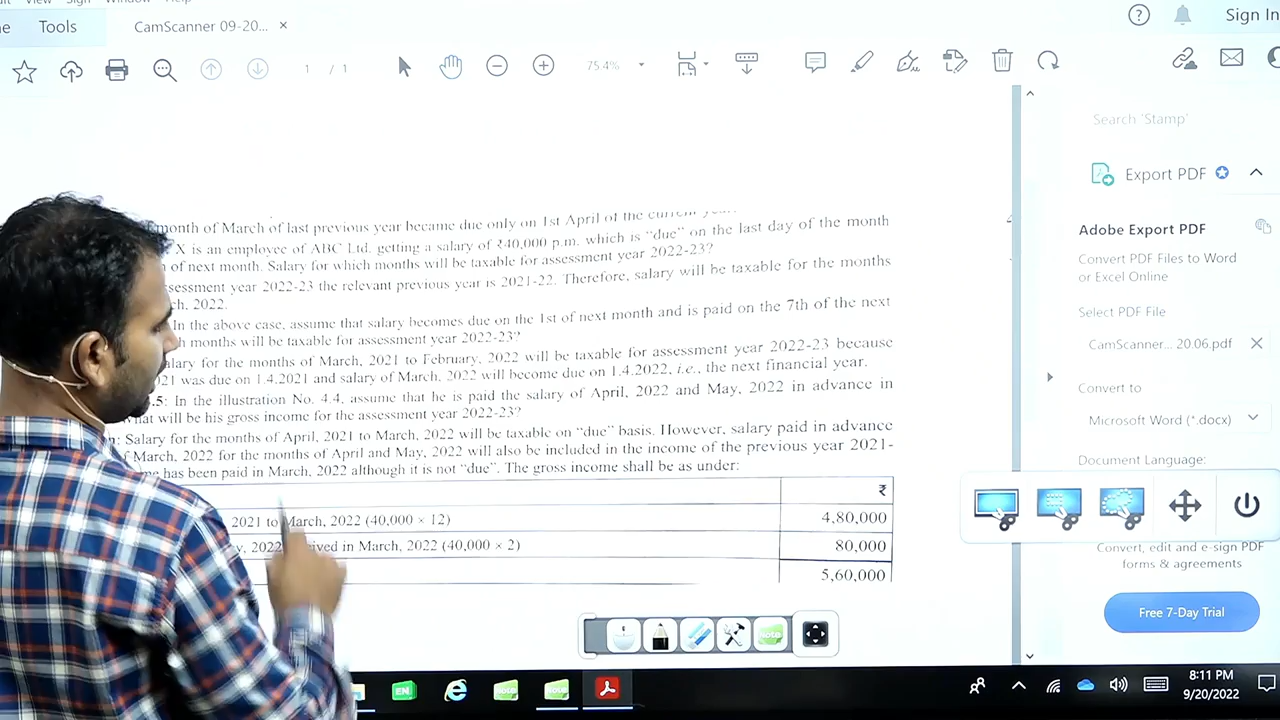 Tools
CamScanner 09-20... ×
Sign In
1 / 1
75.4%
Search 'Stamp'
Export PDF
Adobe Export PDF
Convert PDF Files to Word
or Excel Online
Select PDF File
CamScanner... 20.06.pdf
Convert to
Microsoft Word (*.docx)
Document Language:
Convert, edit and e-sign PDF
forms & agreements
Free 7-Day Trial
month of March of last previous year became due only on 1st April of the
X is an employee of ABC Ltd. getting a salary of ₹40,000 p.m. which is “due” on the last day of the month
of next month. Salary for which months will be taxable for assessment year 2022-23?
ssessment year 2022-23 the relevant previous year is 2021-22. Therefore, salary will be taxable for the months
ch, 2022.
In the above case, assume that salary becomes due on the 1st of next month and is paid on the 7th of the next
h months will be taxable for assessment year 2022-23?
alary for the months of March, 2021 to February, 2022 will be taxable for assessment year 2022-23 because
21 was due on 1.4.2021 and salary of March, 2022 will become due on 1.4.2022, i.e., the next financial year.
.5: In the illustration No. 4.4, assume that he is paid the salary of April, 2022 and May, 2022 in advance in
what will be his gross income for the assessment year 2022-23?
n: Salary for the months of April, 2021 to March, 2022 will be taxable on “due” basis. However, salary paid in advance
f March, 2022 for the months of April and May, 2022 will also be included in the income of the previous year 2021-
me has been paid in March, 2022 although it is not “due”. The gross income shall be as under:
₹
2021 to March, 2022 (40,000 × 12) 4,80,000
y, 2022 ived in March, 2022 (40,000 × 2) 80,000
5,60,000
Note
EN
8:11 PM
9/20/2022